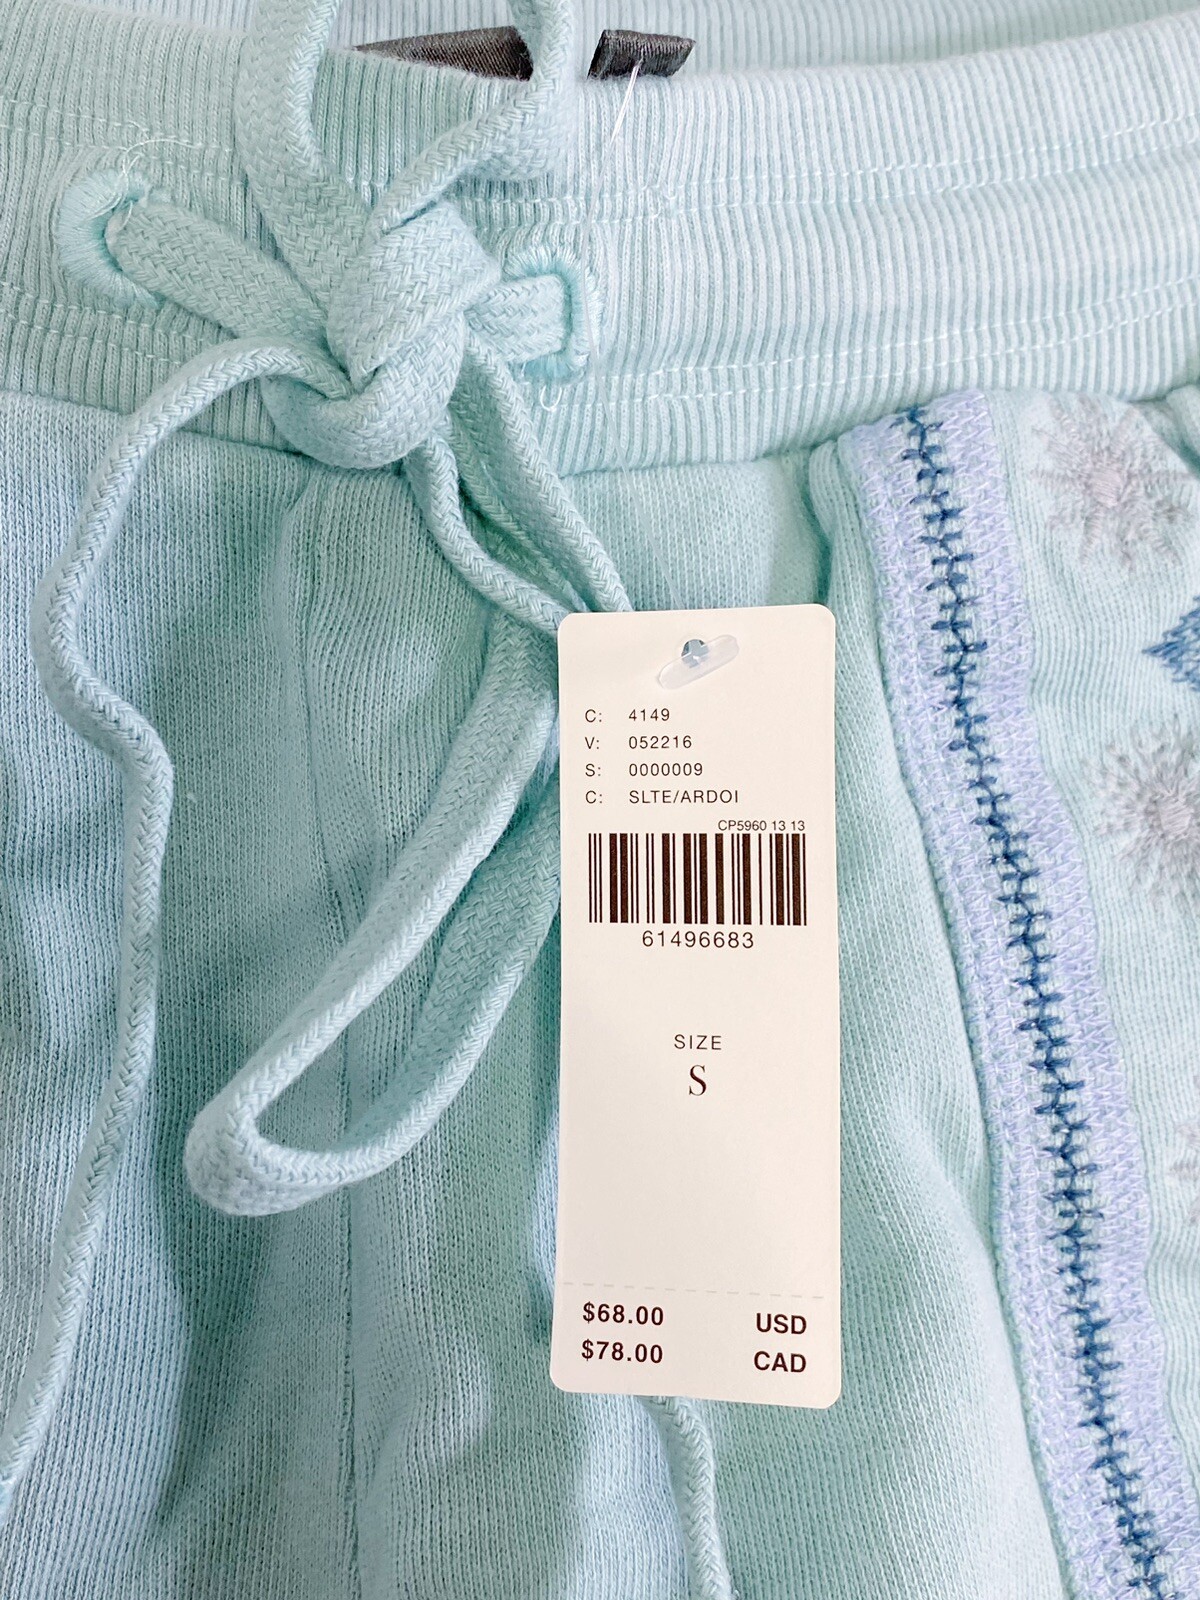 C: 4149
V: 052216
S: 0000009
C: SLTE/ARDOI
CP5960 13 13
61496683
SIZE
S
$68.00 USD
$78.00 CAD